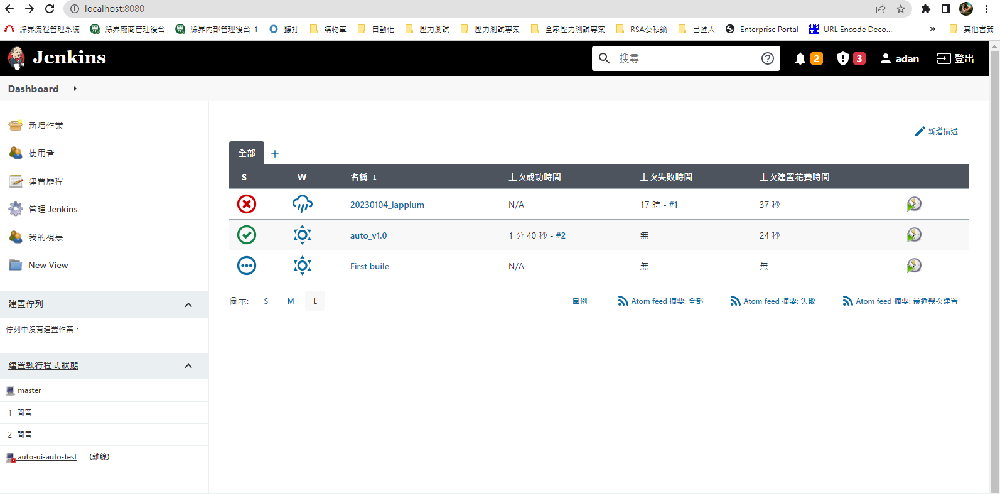 localhost:8080
綠界流程管理系統 綠界廠商管理後台 綠界內部管理後台-1 聽打 購物車 自動化 壓力測試 壓力測試專案 全家壓力測試專案 RSA公私鑰 已匯入 Enterprise Portal URL Encode Deco... » 其他書籤
Jenkins 搜尋 2 3 adan 登出
Dashboard
新增作業
使用者
建置歷程
管理 Jenkins
我的視景
New View
建置佇列
佇列中沒有建置作業。
建置執行程式狀態
master
1 閒置
2 閒置
auto-ui-auto-test (離線)
新增描述
全部 +
S W 名稱 ↓ 上次成功時間 上次失敗時間 上次建置花費時間
20230104_iappium N/A 17 時 - #1 37 秒
auto_v1.0 1 分 40 秒 - #2 無 24 秒
First buile N/A 無 無
圖示: S M L 圖例 Atom feed 摘要: 全部 Atom feed 摘要: 失敗 Atom feed 摘要: 最近幾次建置